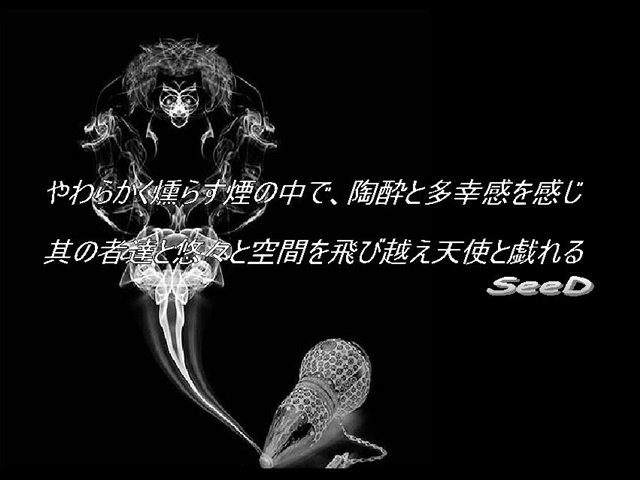 やわらかく燻らす煙の中で、陶酔と多幸感を感じ
其の者達と悠々と空間を飛び越え天使と戯れる
SeeD